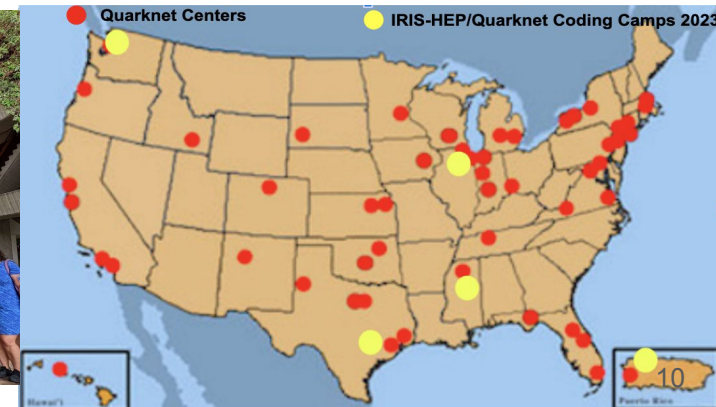 Quarknet Centers
IRIS-HEP/Quarknet Coding Camps 2023
Hawai'i
Puerto Rico
10